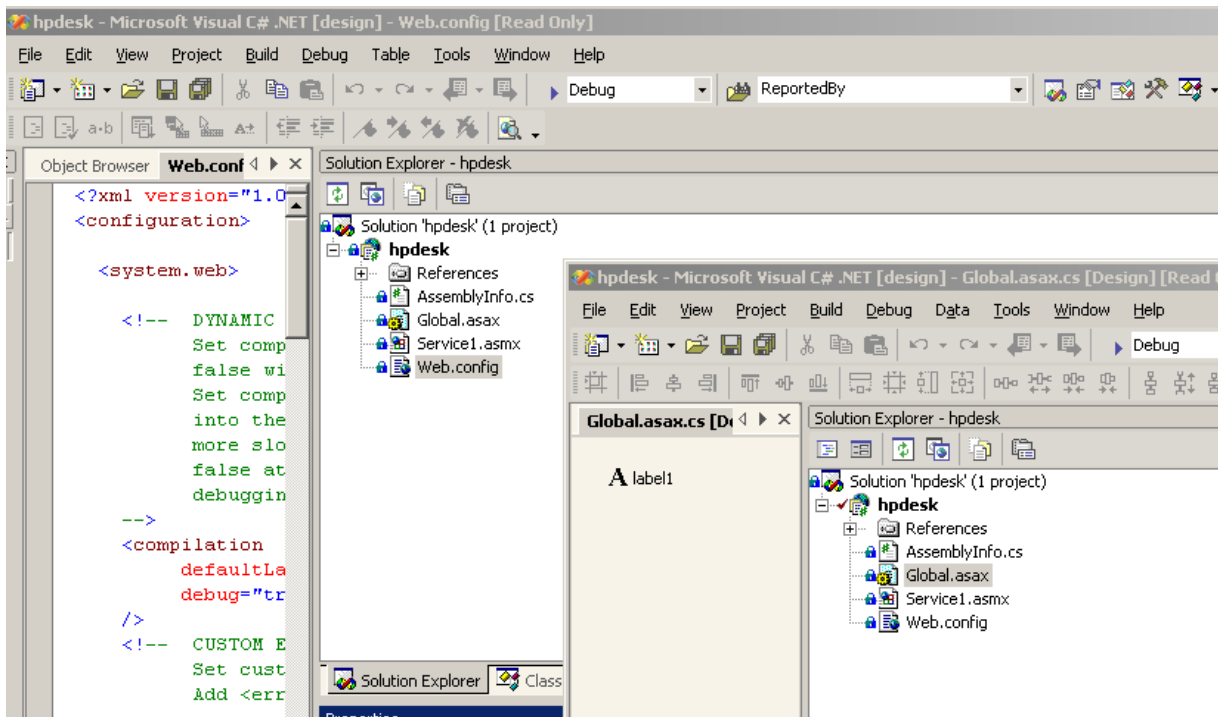 hpdesk - Microsoft Visual C# .NET [design] - Web.config [Read Only]
File Edit View Project Build Debug Table Tools Window Help
Debug ReportedBy
Object Browser Web.conf
<?xml version="1.0
<configuration>
<system.web>
<!-- DYNAMIC
Set comp
false wi
Set comp
into the
more slo
false at
debuggin
-->
<compilation
defaultLa
debug="tr
/>
<!-- CUSTOM E
Set cust
Add <err
Solution Explorer - hpdesk
Solution 'hpdesk' (1 project)
hpdesk
References
AssemblyInfo.cs
Global.asax
Service1.asmx
Web.config
Solution Explorer Class
Properties
hpdesk - Microsoft Visual C# .NET [design] - Global.asax.cs [Design] [Read
File Edit View Project Build Debug Data Tools Window Help
Debug
Global.asax.cs [De
A label1
Solution Explorer - hpdesk
Solution 'hpdesk' (1 project)
hpdesk
References
AssemblyInfo.cs
Global.asax
Service1.asmx
Web.config